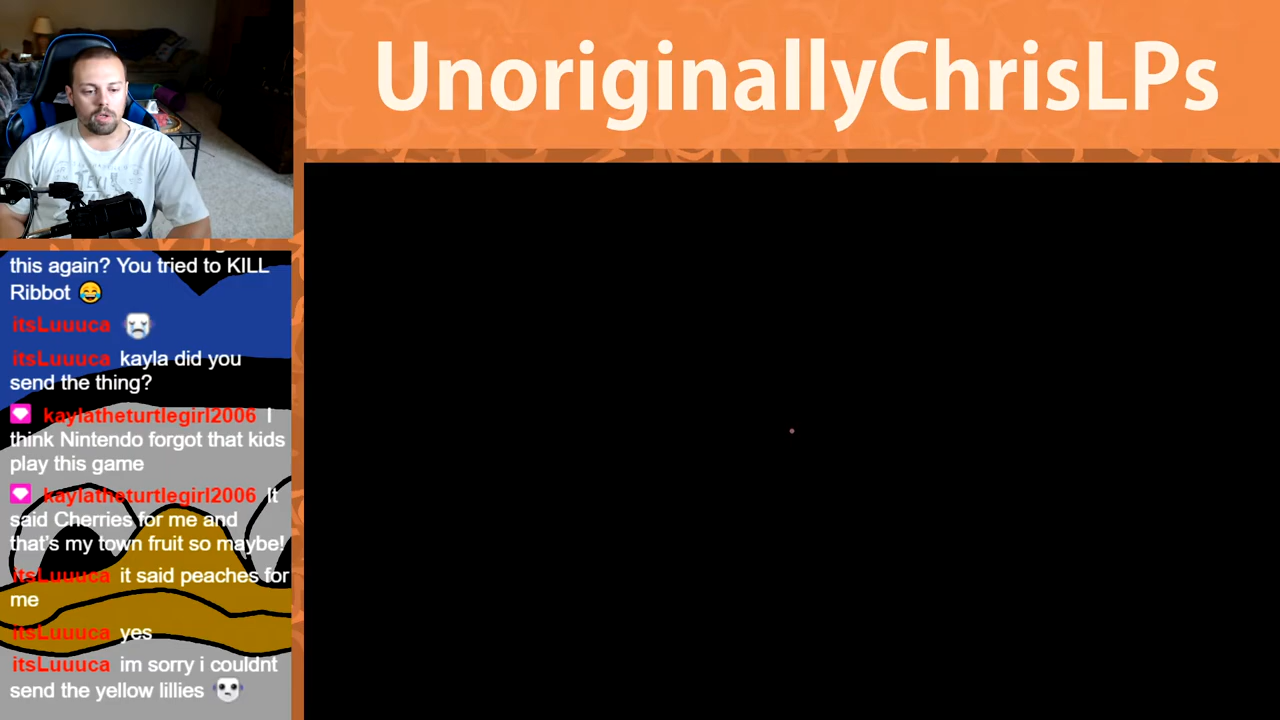 UnoriginallyChrisLPs
this again? You tried to KILL
Ribbot 😂
itsLuuuca
itsLuuuca kayla did you
send the thing?
kaylatheturtlegirl2006 I
think Nintendo forgot that kids
play this game
kaylatheturtlegirl2006 It
said Cherries for me and
that's my town fruit so maybe!
itsLuuuca it said peaches for
me
itsLuuuca yes
itsLuuuca im sorry i couldnt
send the yellow lillies